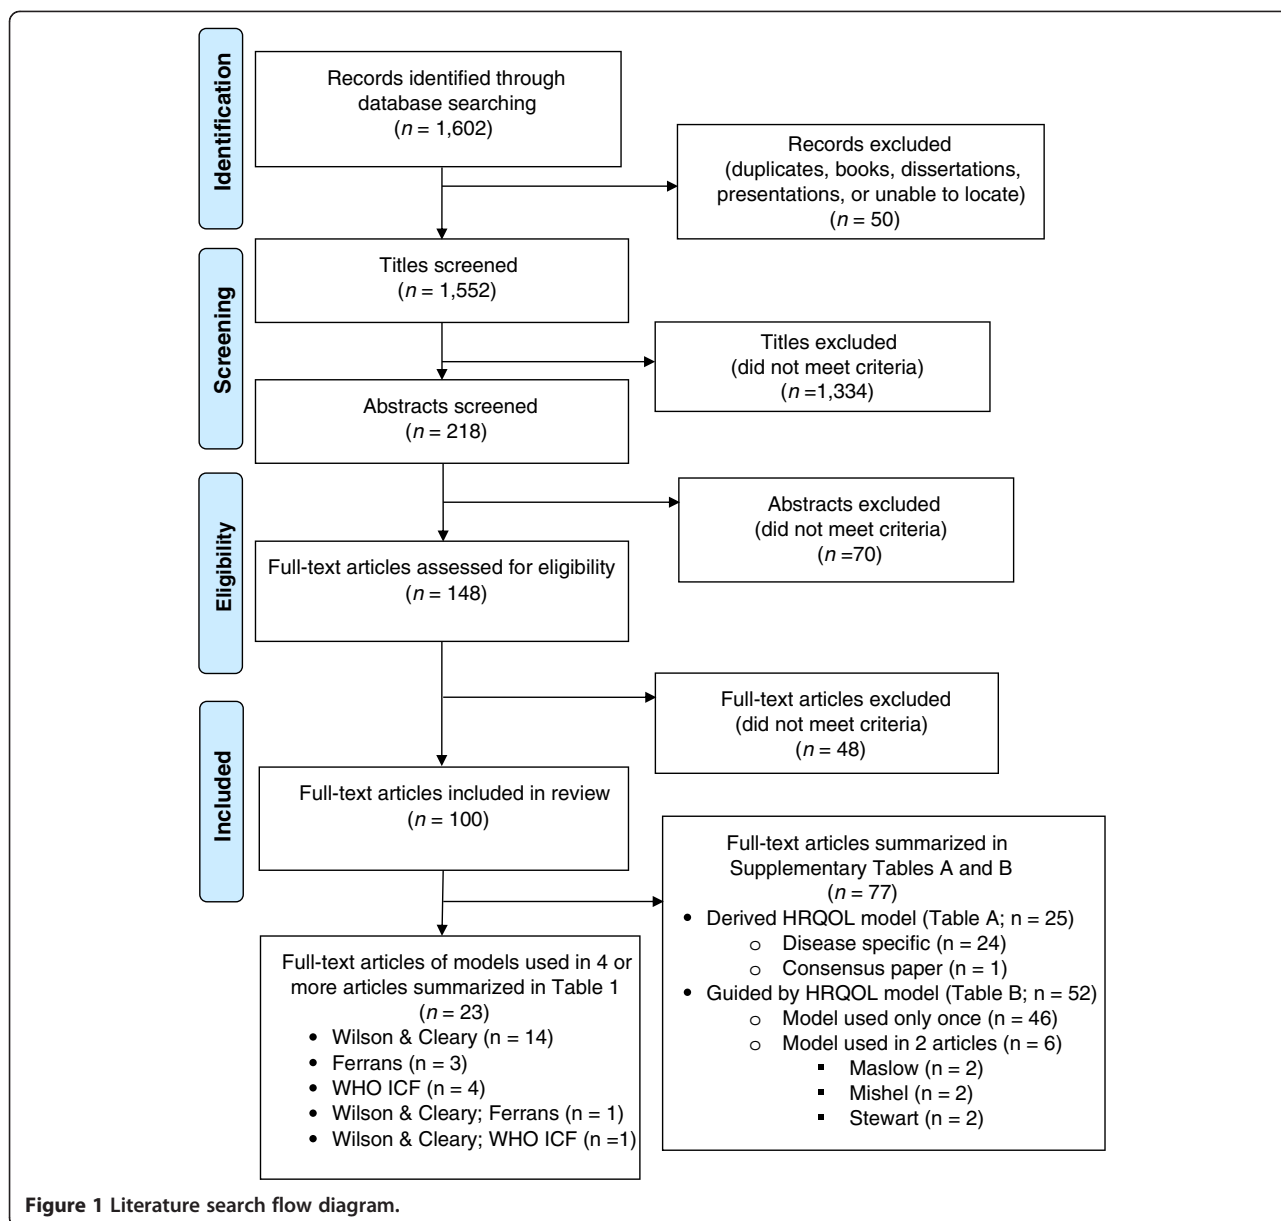 Identification
Records identified through
database searching
(n = 1,602)
Records excluded
(duplicates, books, dissertations,
presentations, or unable to locate)
(n = 50)
Screening
Titles screened
(n = 1,552)
Titles excluded
(did not meet criteria)
(n =1,334)
Abstracts screened
(n = 218)
Eligibility
Abstracts excluded
(did not meet criteria)
(n =70)
Full-text articles assessed for eligibility
(n = 148)
Full-text articles excluded
(did not meet criteria)
(n = 48)
Included
Full-text articles included in review
(n = 100)
Full-text articles summarized in
Supplementary Tables A and B
(n = 77)
• Derived HRQOL model (Table A; n = 25)
o Disease specific (n = 24)
o Consensus paper (n = 1)
• Guided by HRQOL model (Table B; n = 52)
o Model used only once (n = 46)
o Model used in 2 articles (n = 6)
▪ Maslow (n = 2)
▪ Mishel (n = 2)
▪ Stewart (n = 2)
Full-text articles of models used in 4 or
more articles summarized in Table 1
(n = 23)
• Wilson & Cleary (n = 14)
• Ferrans (n = 3)
• WHO ICF (n = 4)
• Wilson & Cleary; Ferrans (n = 1)
• Wilson & Cleary; WHO ICF (n =1)
Figure 1 Literature search flow diagram.